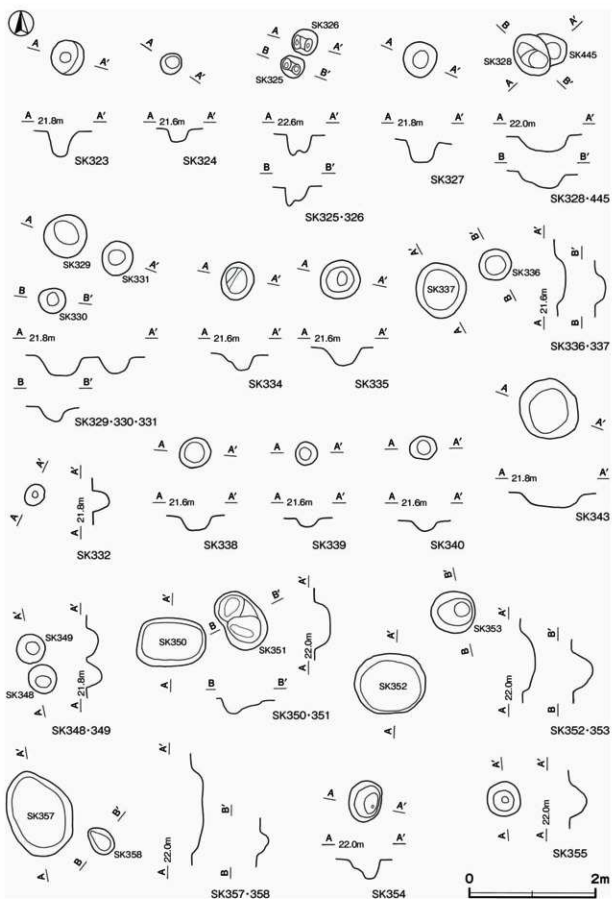 A A'
A 21.8m A'
SK323
A A'
A 21.6m A'
SK324
SK326
A A'
B B'
SK325
A 22.6m A'
B B'
SK325・326
A A'
A 21.8m A'
SK327
B A'
SK328 SK445
A B'
A 22.0m A'
B B'
SK328・445
A
SK329
A'
SK331
B B'
SK330
A 21.8m A'
B B'
SK329・330・331
A A'
A 21.6m A'
SK334
A A'
A 21.6m A'
SK335
A' B'
SK337 SK336
A B
A' B'
21.6m
A B
SK336・337
A A'
A 21.8m A'
SK343
A' A
A' 21.8m A
SK332
A A'
A 21.6m A'
SK338
A A'
A 21.6m A'
SK339
A A'
A 21.6m A'
SK340
A'
SK349
SK348
A
A' 21.8m A
SK348・349
A'
SK350
A
B B'
SK351
A' 22.0m A
B B'
SK350・351
A'
SK352
A
B'
SK353
B
A' 22.0m A
B' B
SK352・353
A'
SK357
A
B'
SK358
B
A' 22.0m A
B' B
SK357・358
A A'
A 22.0m A'
SK354
A' A
A' 22.0m A
SK355
0 2m